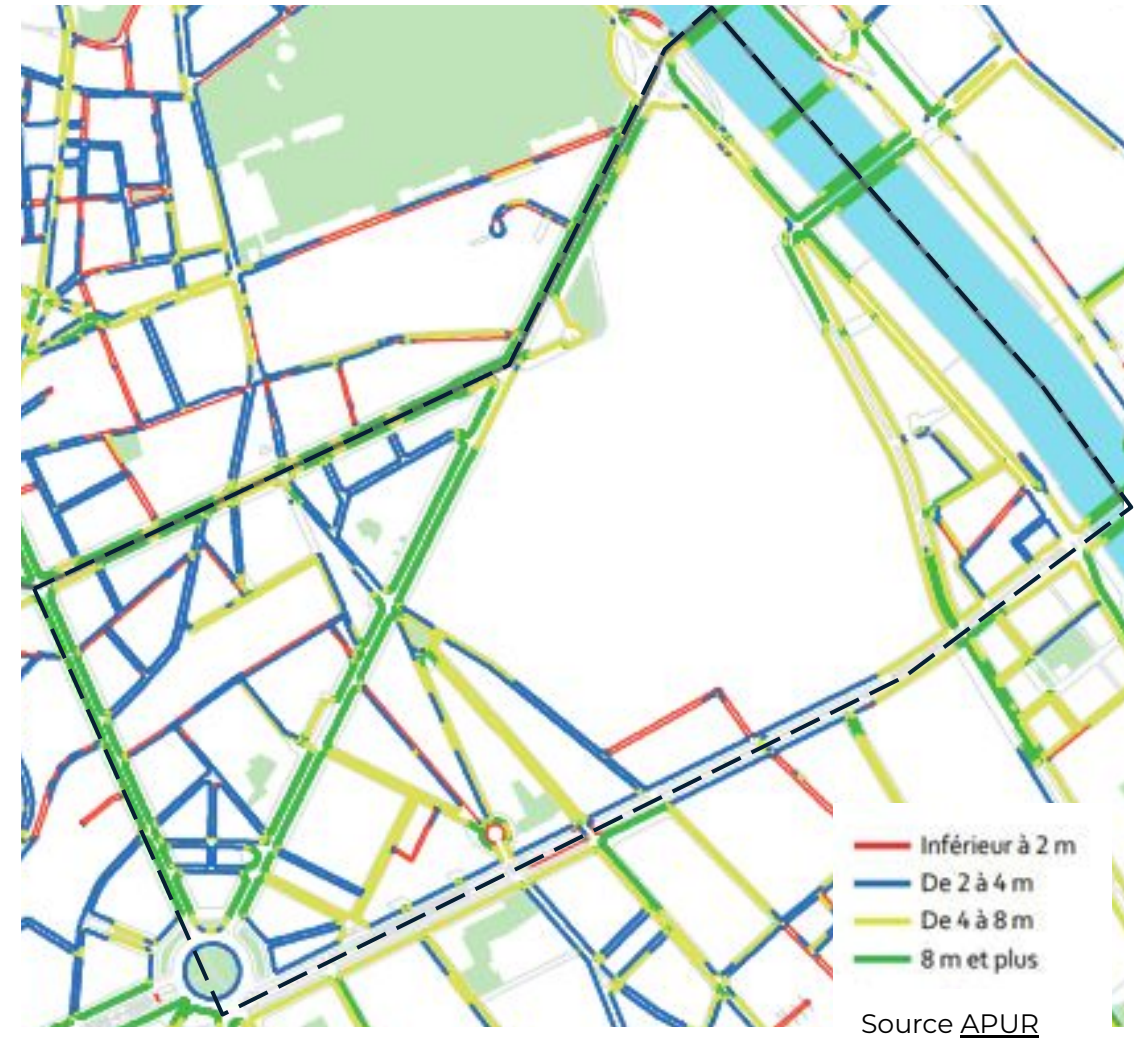 Inférieur à 2 m
De 2 à 4 m
De 4 à 8 m
8 m et plus
Source APUR